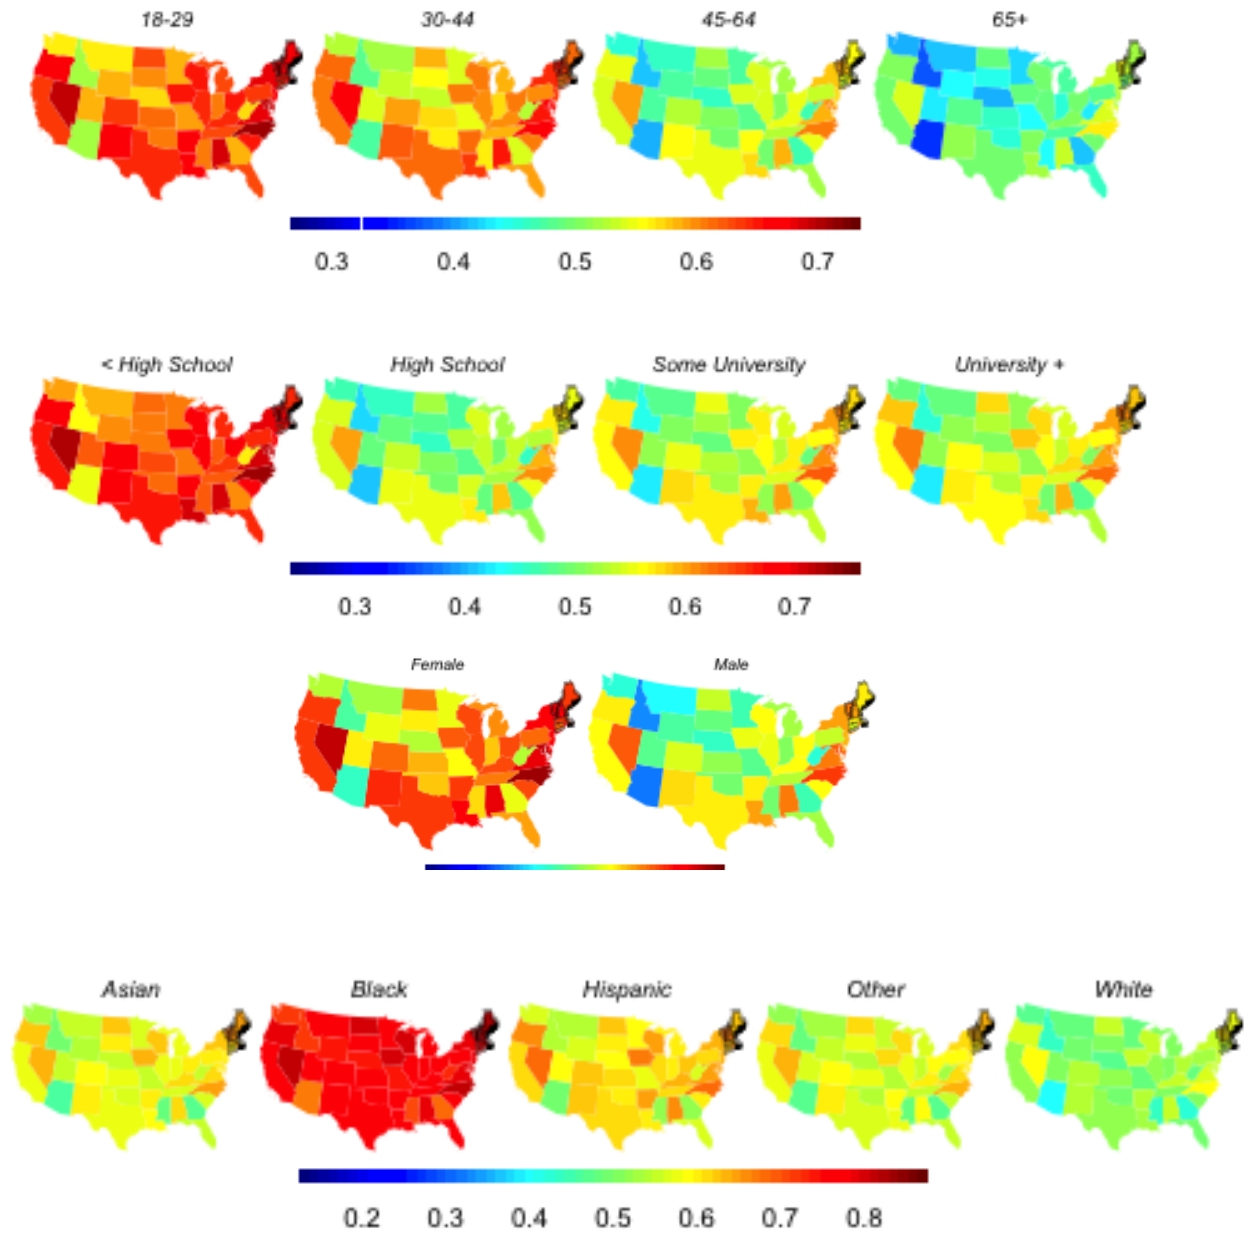 18-29 30-44 45-64 65+
0.3 0.4 0.5 0.6 0.7
< High School High School Some University University +
0.3 0.4 0.5 0.6 0.7
Female Male
Asian Black Hispanic Other White
0.2 0.3 0.4 0.5 0.6 0.7 0.8